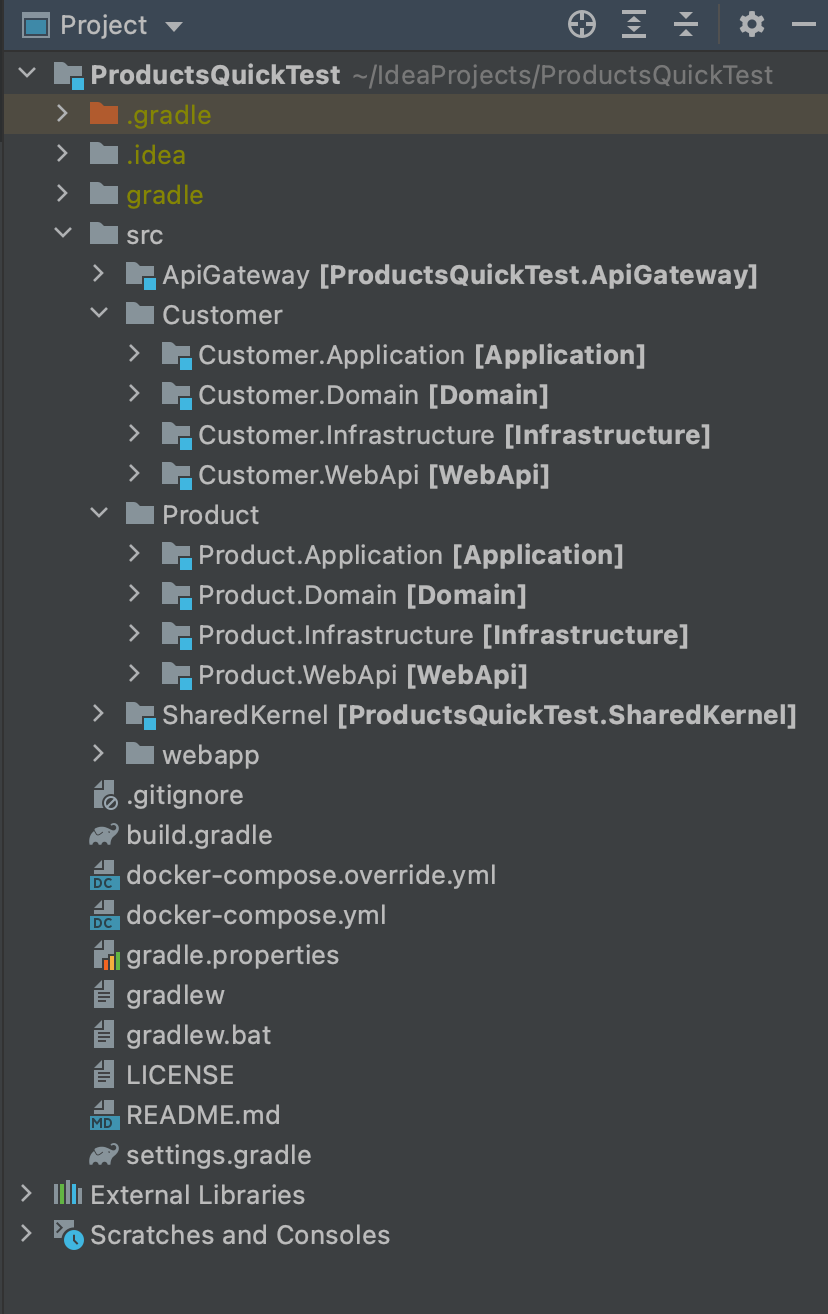 Project
ProductsQuickTest ~/IdeaProjects/ProductsQuickTest
.gradle
.idea
gradle
src
ApiGateway [ProductsQuickTest.ApiGateway]
Customer
Customer.Application [Application]
Customer.Domain [Domain]
Customer.Infrastructure [Infrastructure]
Customer.WebApi [WebApi]
Product
Product.Application [Application]
Product.Domain [Domain]
Product.Infrastructure [Infrastructure]
Product.WebApi [WebApi]
SharedKernel [ProductsQuickTest.SharedKernel]
webapp
.gitignore
build.gradle
DC docker-compose.override.yml
DC docker-compose.yml
gradle.properties
gradlew
gradlew.bat
LICENSE
MD README.md
settings.gradle
External Libraries
Scratches and Consoles